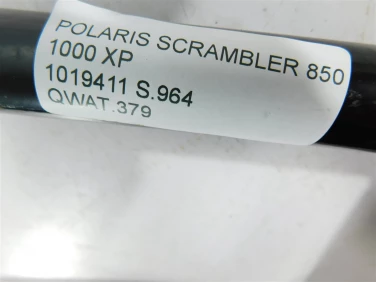 POLARIS SCRAMBLER 850
1000 XP
1019411 S.964
QWAT.379